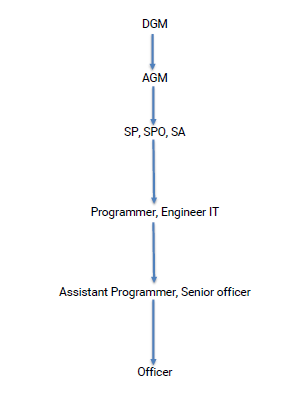 DGM
AGM
SP, SPO, SA
Programmer, Engineer IT
Assistant Programmer, Senior officer
Officer